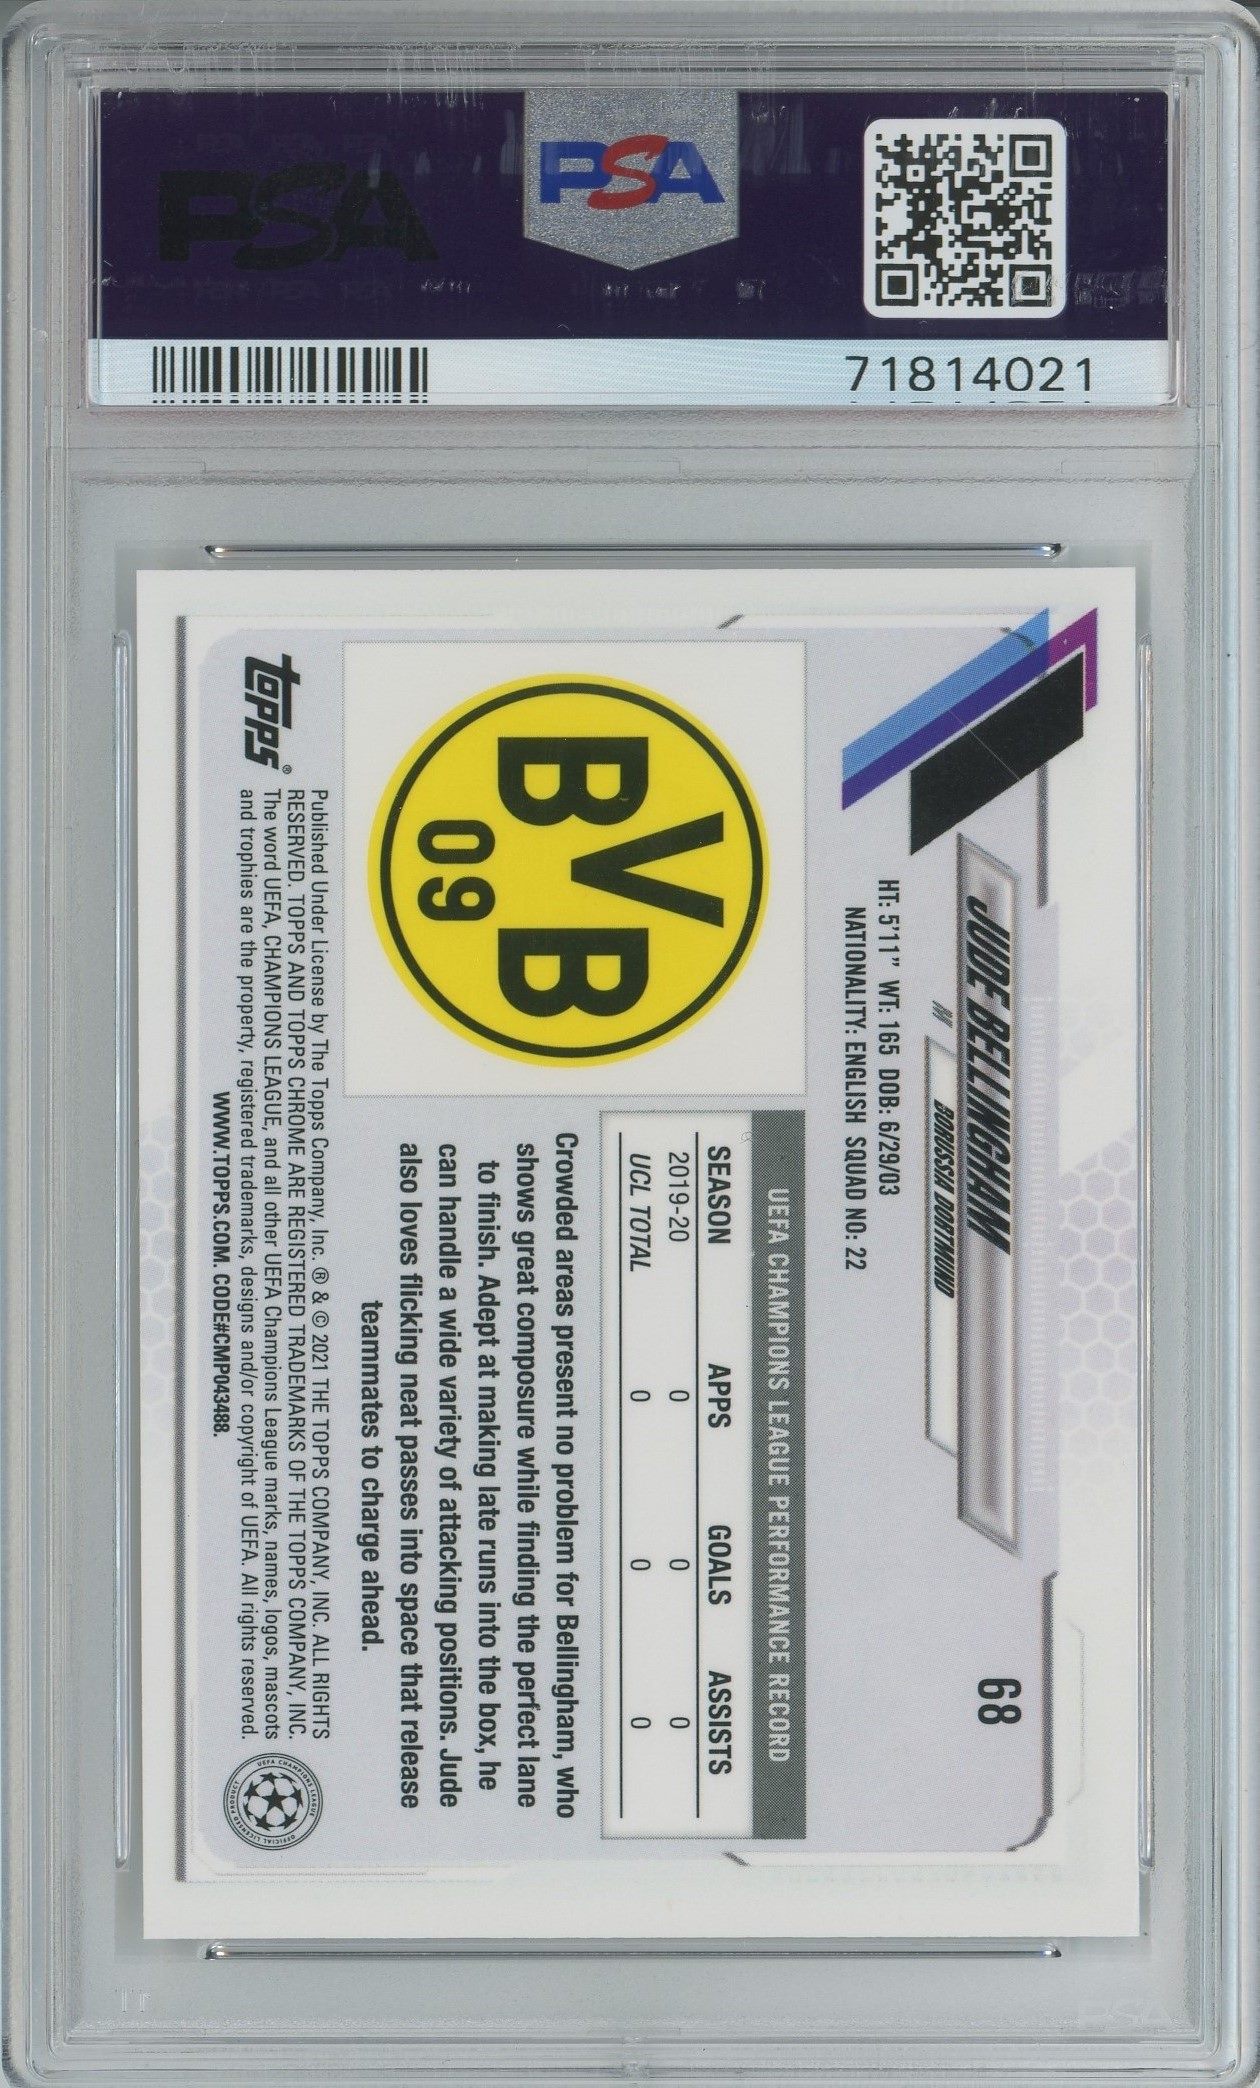 PSA
PSA
71814021
68
JUDE BELLINGHAM
M
BORUSSIA DORTMUND
HT: 5'11" WT: 165 DOB: 6/29/03
NATIONALITY: ENGLISH SQUAD NO: 22
BVB
09
UEFA CHAMPIONS LEAGUE PERFORMANCE RECORD
SEASON APPS GOALS ASSISTS
2019-20 0 0 0
UCL TOTAL 0 0 0
Crowded areas present no problem for Bellingham, who
shows great composure while finding the perfect lane
to finish. Adept at making late runs into the box, he
can handle a wide variety of attacking positions. Jude
also loves flicking neat passes into space that release
teammates to charge ahead.
topps®
Published Under License by The Topps Company, Inc. ® & © 2021 THE TOPPS COMPANY, INC. ALL RIGHTS
RESERVED. TOPPS AND TOPPS CHROME ARE REGISTERED TRADEMARKS OF THE TOPPS COMPANY, INC.
The word UEFA, CHAMPIONS LEAGUE, and all other UEFA Champions League marks, names, logos, mascots
and trophies are the property, registered trademarks, designs and/or copyright of UEFA. All rights reserved.
WWW.TOPPS.COM. CODE#CMP043488.
UEFA CHAMPIONS LEAGUE
OFFICIAL LICENSED PRODUCT